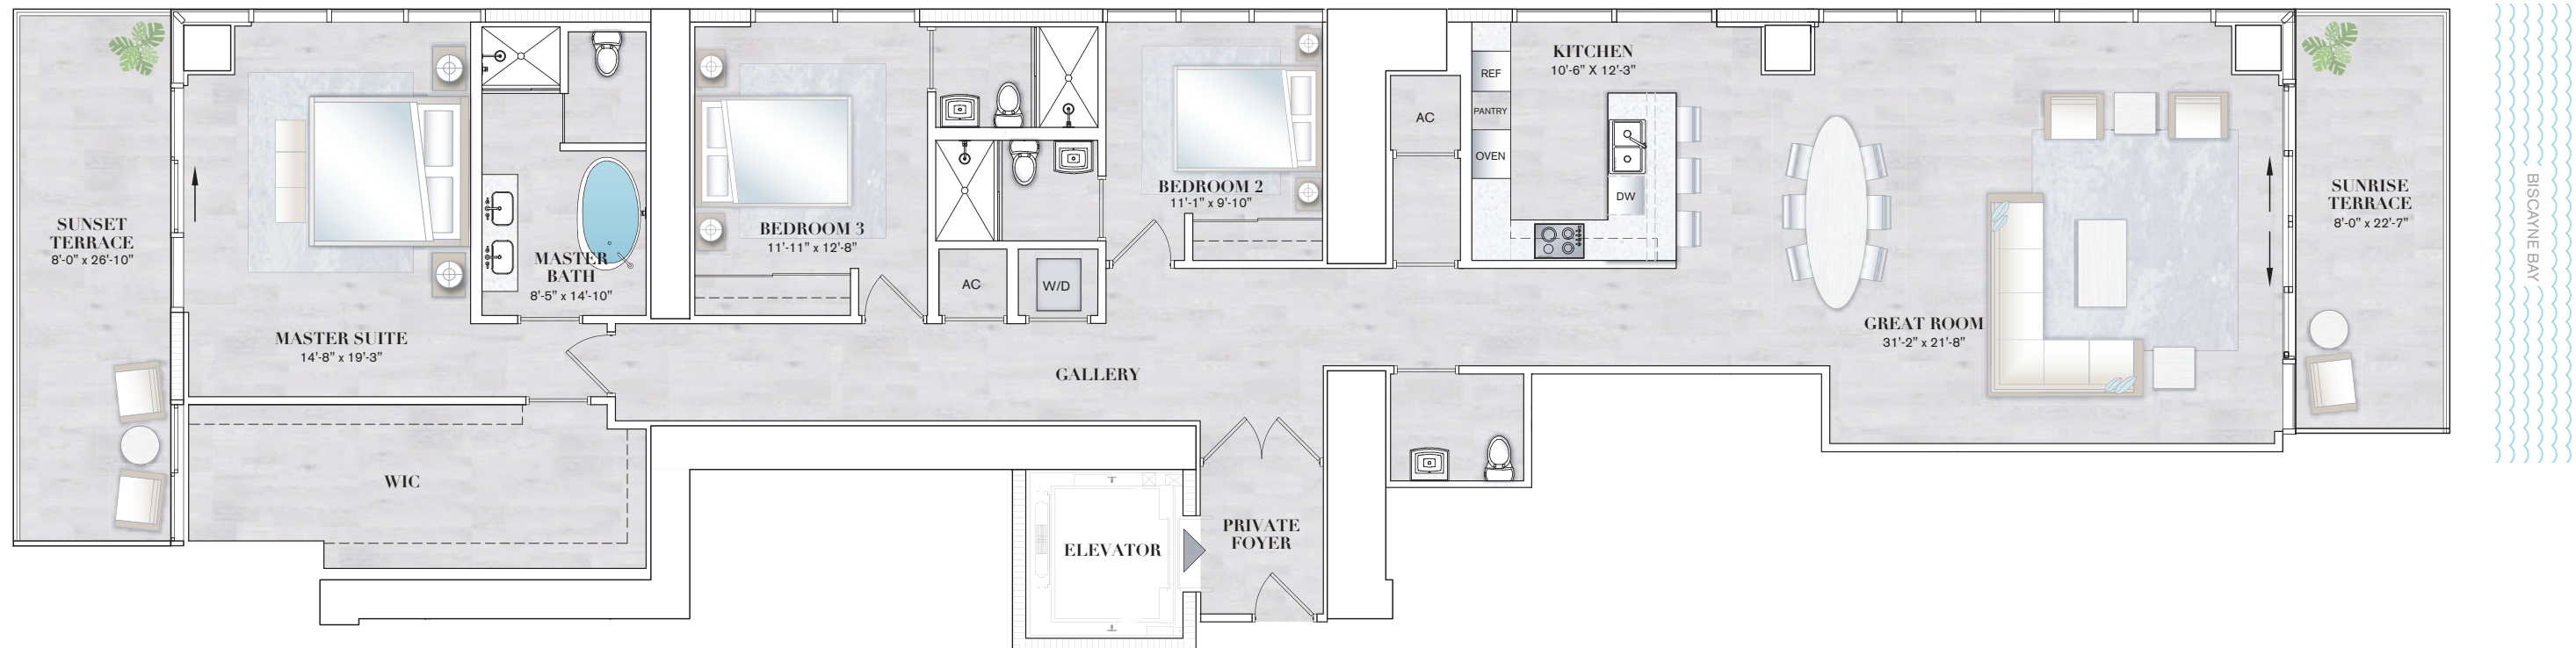 SUNSET
TERRACE
8'-0" x 26'-10"
MASTER SUITE
14'-8" x 19'-3"
WIC
MASTER
BATH
8'-5" x 14'-10"
BEDROOM 3
11'-11" x 12'-8"
AC
W/D
BEDROOM 2
11'-1" x 9'-10"
GALLERY
ELEVATOR
PRIVATE
FOYER
AC
REF
PANTRY
OVEN
KITCHEN
10'-6" X 12'-3"
DW
GREAT ROOM
31'-2" x 21'-8"
SUNRISE
TERRACE
8'-0" x 22'-7"
BISCAYNE BAY